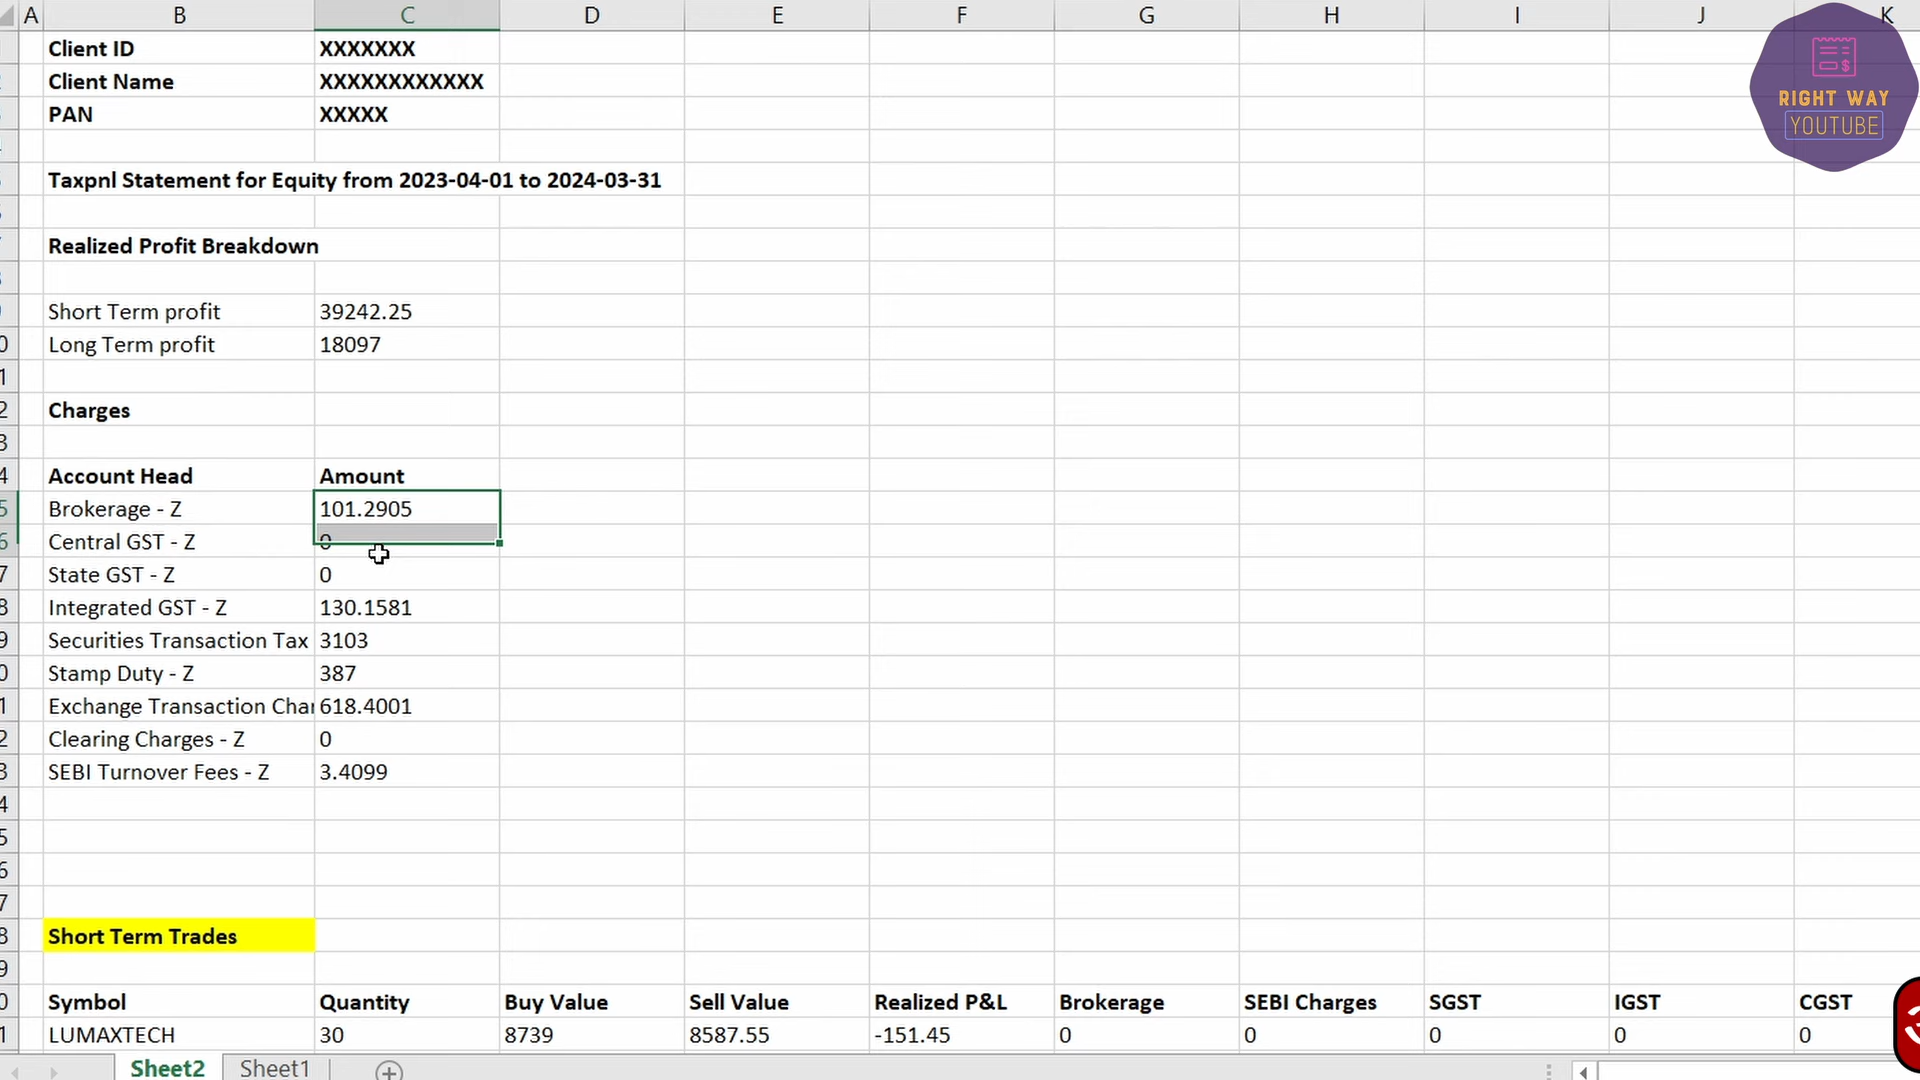 A B C D E F G H I J K
Client ID XXXXXXX
Client Name XXXXXXXXXXXX
PAN XXXXX
RIGHT WAY
YOUTUBE
Taxpnl Statement for Equity from 2023-04-01 to 2024-03-31
Realized Profit Breakdown
Short Term profit 39242.25
Long Term profit 18097
Charges
Account Head Amount
Brokerage - Z 101.2905
Central GST - Z 0
State GST - Z 0
Integrated GST - Z 130.1581
Securities Transaction Tax 3103
Stamp Duty - Z 387
Exchange Transaction Char 618.4001
Clearing Charges - Z 0
SEBI Turnover Fees - Z 3.4099
Short Term Trades
Symbol Quantity Buy Value Sell Value Realized P&L Brokerage SEBI Charges SGST IGST CGST
LUMAXTECH 30 8739 8587.55 -151.45 0 0 0 0 0
Sheet2 Sheet1